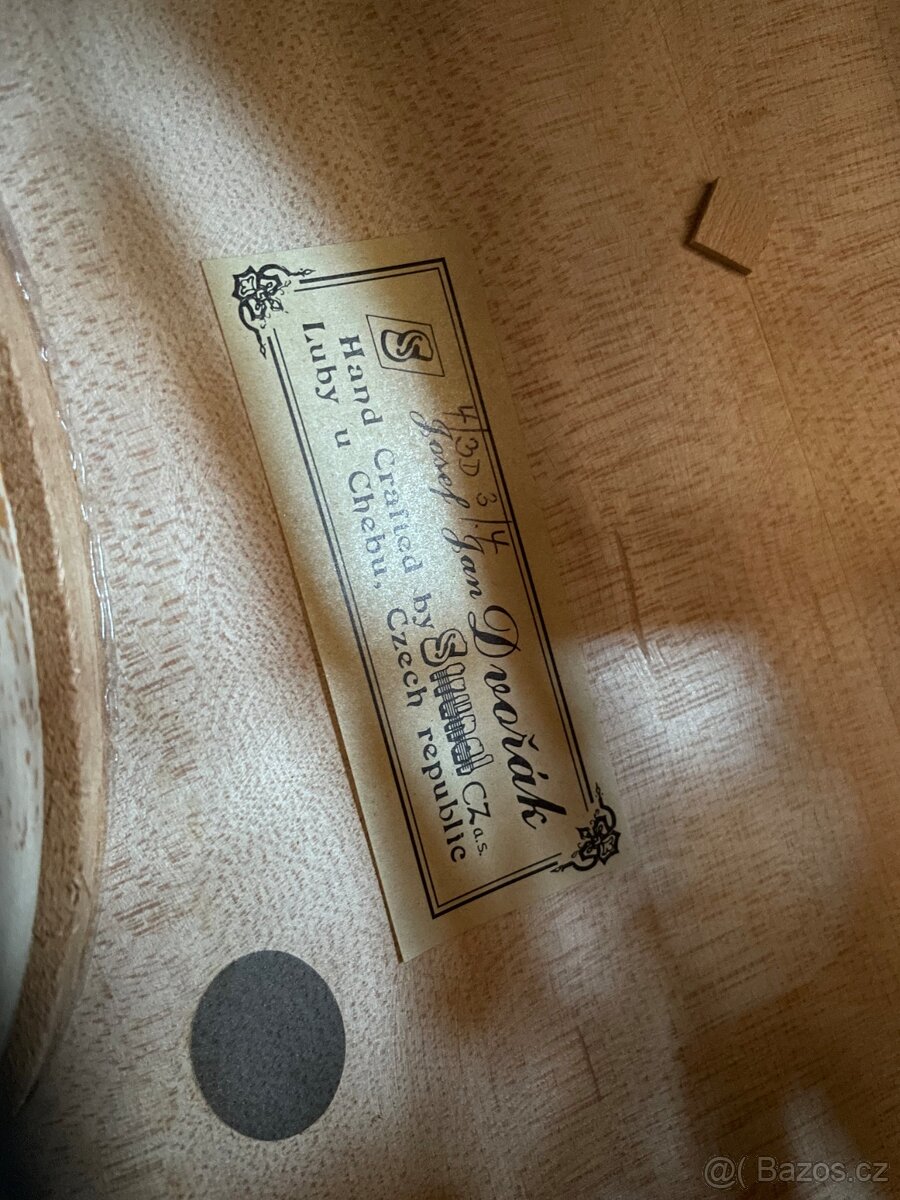 S
4/3D 3/4
Josef Jan Dvořák
Hand Crafted by Strunal CZ a.s.
Luby u Chebu, Czech republic
@( Bazos.cz